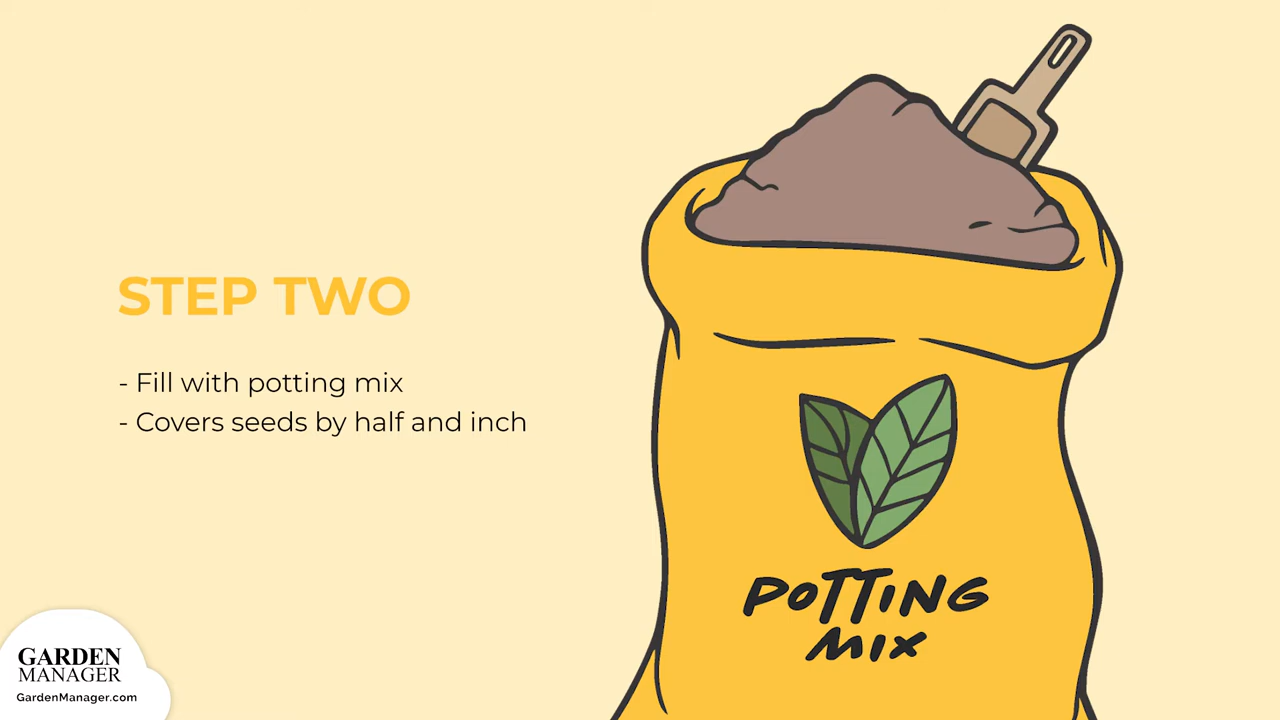 STEP TWO
- Fill with potting mix
- Covers seeds by half and inch
POTTING
MIX
GARDEN
MANAGER
GardenManager.com